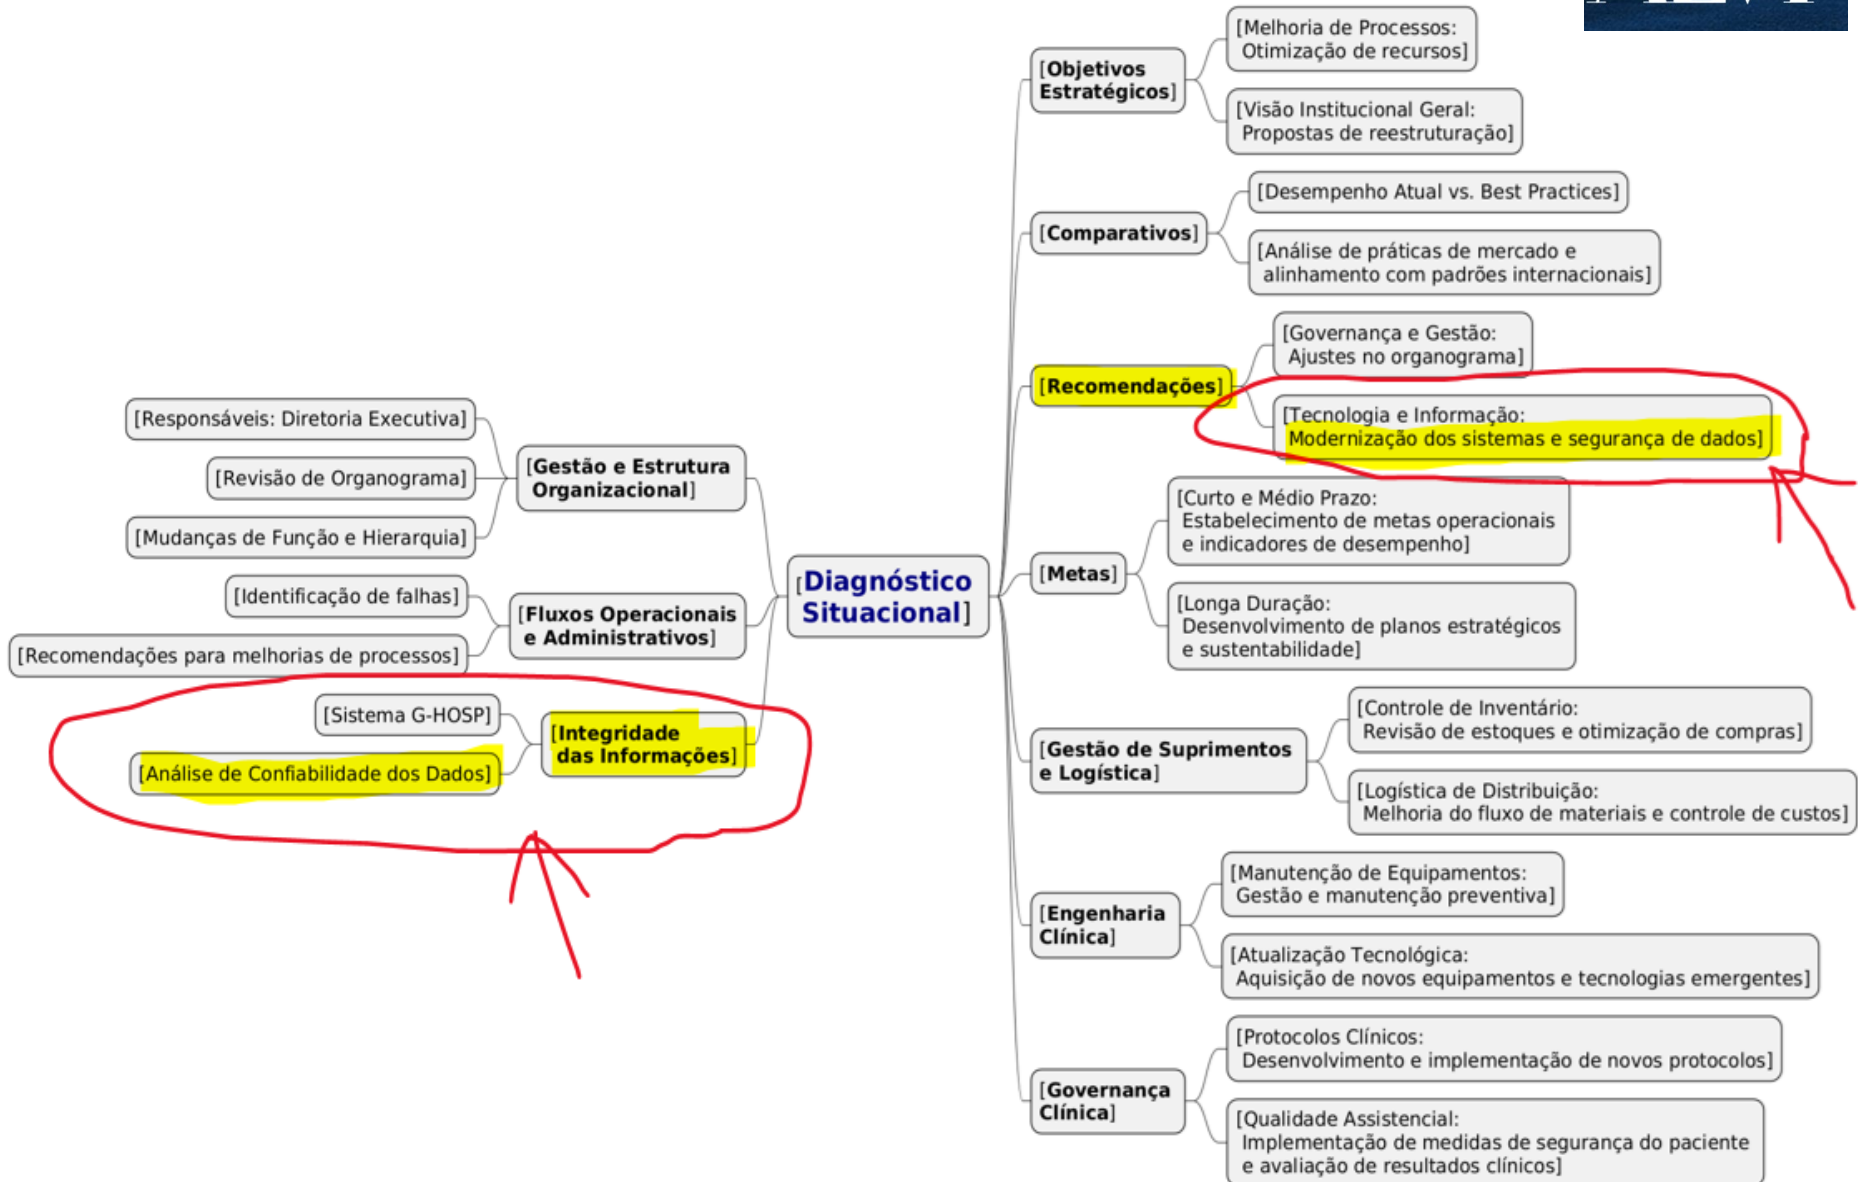 [Melhoria de Processos:
Otimização de recursos]
[Objetivos
Estratégicos]
[Visão Institucional Geral:
Propostas de reestruturação]
[Desempenho Atual vs. Best Practices]
[Comparativos]
[Análise de práticas de mercado e
alinhamento com padrões internacionais]
[Governança e Gestão:
Ajustes no organograma]
[Recomendações]
[Tecnologia e Informação:
Modernização dos sistemas e segurança de dados]
[Responsáveis: Diretoria Executiva]
[Gestão e Estrutura
Organizacional]
[Revisão de Organograma]
[Mudanças de Função e Hierarquia]
[Curto e Médio Prazo:
Estabelecimento de metas operacionais
e indicadores de desempenho]
[Metas]
[Longa Duração:
Desenvolvimento de planos estratégicos
e sustentabilidade]
[Diagnóstico
Situacional]
[Identificação de falhas]
[Fluxos Operacionais
e Administrativos]
[Recomendações para melhorias de processos]
[Sistema G-HOSP]
[Integridade
das Informações]
[Análise de Confiabilidade dos Dados]
[Controle de Inventário:
Revisão de estoques e otimização de compras]
[Gestão de Suprimentos
e Logística]
[Logística de Distribuição:
Melhoria do fluxo de materiais e controle de custos]
[Manutenção de Equipamentos:
Gestão e manutenção preventiva]
[Engenharia
Clínica]
[Atualização Tecnológica:
Aquisição de novos equipamentos e tecnologias emergentes]
[Protocolos Clínicos:
Desenvolvimento e implementação de novos protocolos]
[Governança
Clínica]
[Qualidade Assistencial:
Implementação de medidas de segurança do paciente
e avaliação de resultados clínicos]